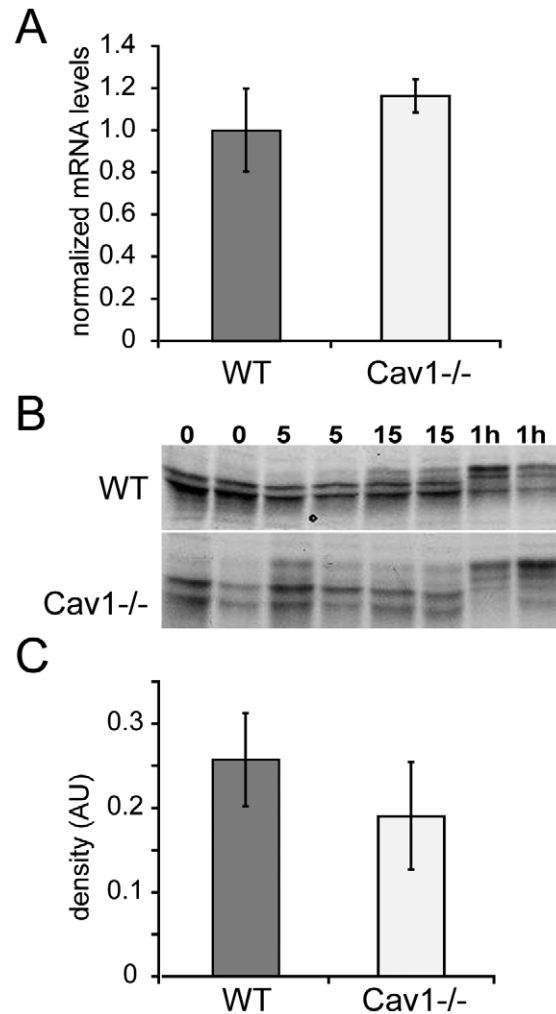 A
normalized mRNA levels
1.4
1.2
1.0
0.8
0.6
0.4
0.2
0
WT Cav1-/-
B
0 0 5 5 15 15 1h 1h
WT
Cav1-/-
C
density (AU)
0.3
0.2
0.1
0
WT Cav1-/-